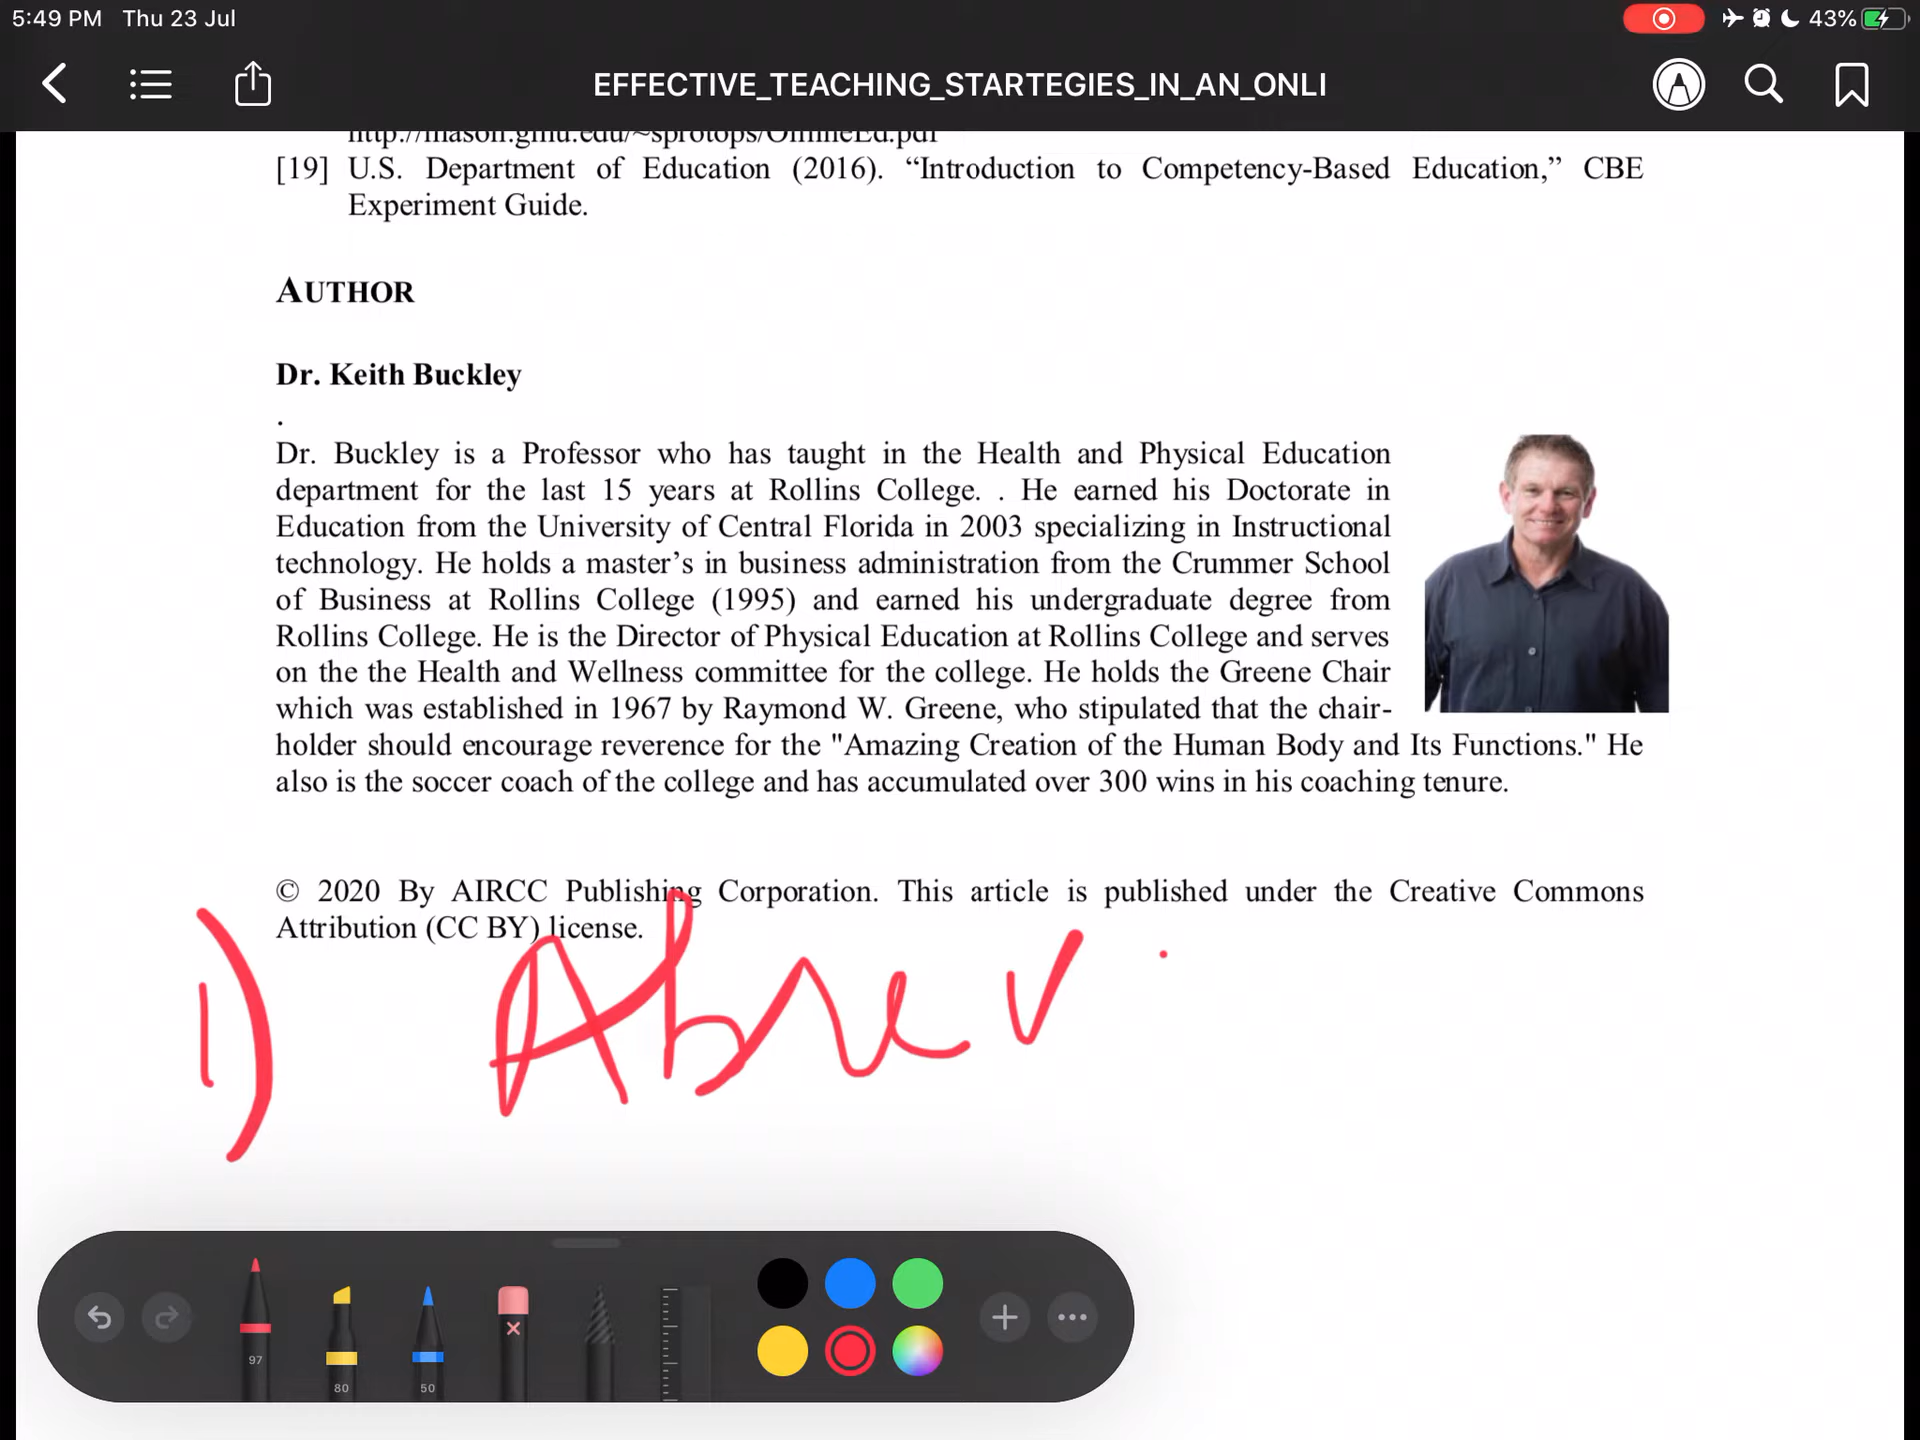 5:49 PM Thu 23 Jul 43%
EFFECTIVE_TEACHING_STARTEGIES_IN_AN_ONLI
http://mason.gmu.edu/~sprotops/OnlineEd.pdf
[19] U.S. Department of Education (2016). “Introduction to Competency-Based Education,” CBE
Experiment Guide.
AUTHOR
Dr. Keith Buckley
.
Dr. Buckley is a Professor who has taught in the Health and Physical Education
department for the last 15 years at Rollins College. . He earned his Doctorate in
Education from the University of Central Florida in 2003 specializing in Instructional
technology. He holds a master’s in business administration from the Crummer School
of Business at Rollins College (1995) and earned his undergraduate degree from
Rollins College. He is the Director of Physical Education at Rollins College and serves
on the the Health and Wellness committee for the college. He holds the Greene Chair
which was established in 1967 by Raymond W. Greene, who stipulated that the chair-
holder should encourage reverence for the "Amazing Creation of the Human Body and Its Functions." He
also is the soccer coach of the college and has accumulated over 300 wins in his coaching tenure.
© 2020 By AIRCC Publishing Corporation. This article is published under the Creative Commons
Attribution (CC BY) license.
1)
97
80
50